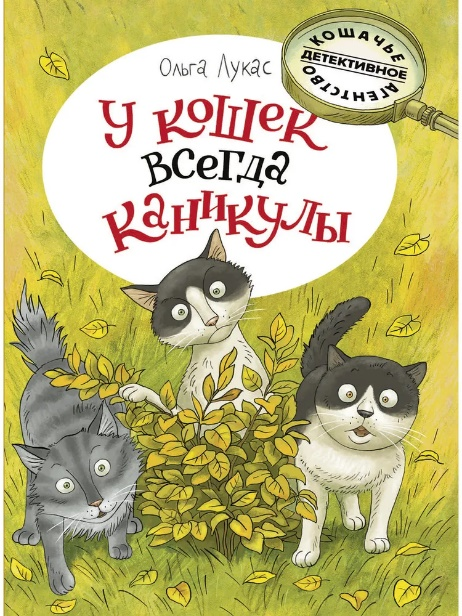 Ольга Лукас
У КОШЕК
ВСЕГДА
КАНИКУЛЫ
КОШАЧЬЕ
ДЕТЕКТИВНОЕ
АГЕНТСТВО